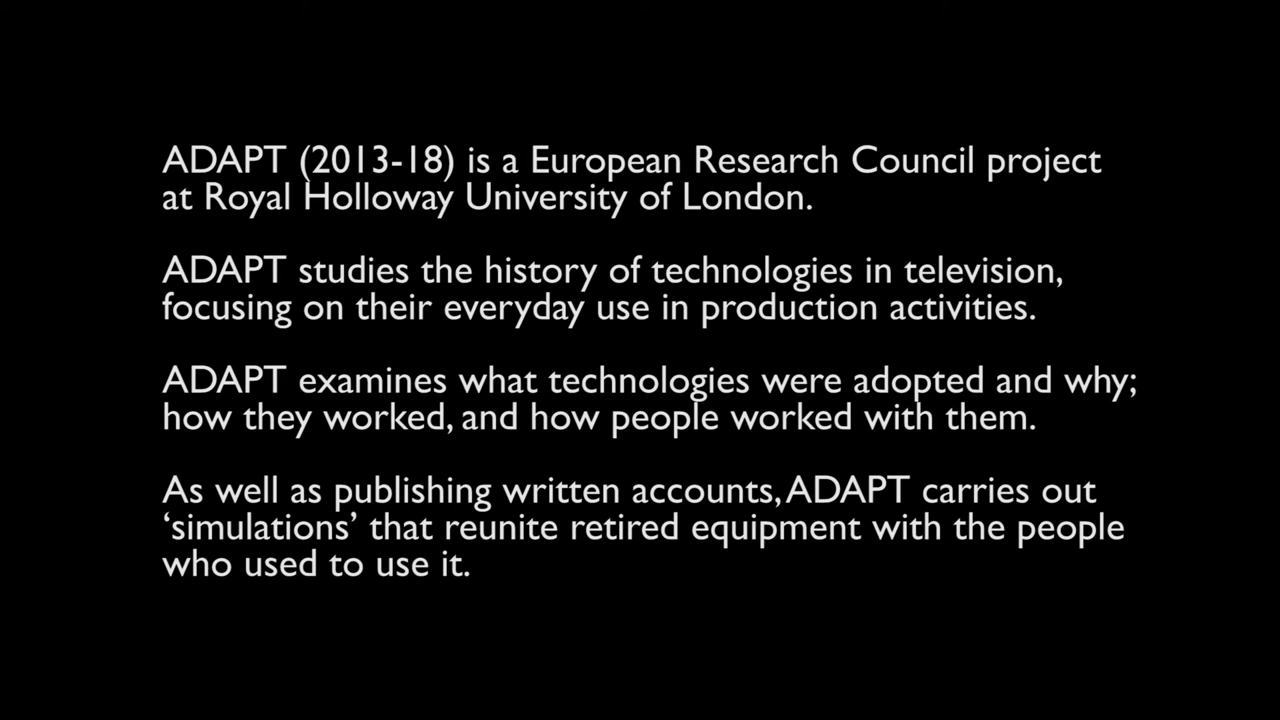 ADAPT (2013-18) is a European Research Council project
at Royal Holloway University of London.
ADAPT studies the history of technologies in television,
focusing on their everyday use in production activities.
ADAPT examines what technologies were adopted and why;
how they worked, and how people worked with them.
As well as publishing written accounts, ADAPT carries out
‘simulations’ that reunite retired equipment with the people
who used to use it.